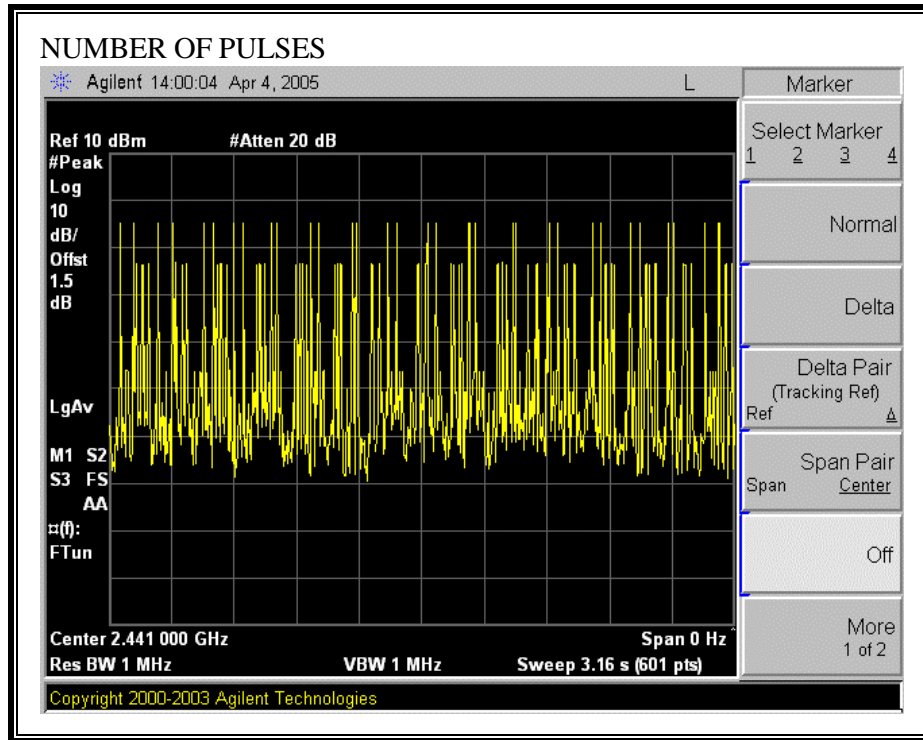 NUMBER OF PULSES
Agilent 14:00:04 Apr 4, 2005 L
Marker
Ref 10 dBm #Atten 20 dB
#Peak
Log
10
dB/
Offst
1.5
dB
LgAv
M1 S2
S3 FS
AA
¤(f):
FTun
Center 2.441 000 GHz Span 0 Hz^
Res BW 1 MHz VBW 1 MHz Sweep 3.16 s (601 pts)
Copyright 2000-2003 Agilent Technologies
Select Marker
1 2 3 4
Normal
Delta
Delta Pair
(Tracking Ref)
Ref Δ
Span Pair
Span Center
Off
More
1 of 2